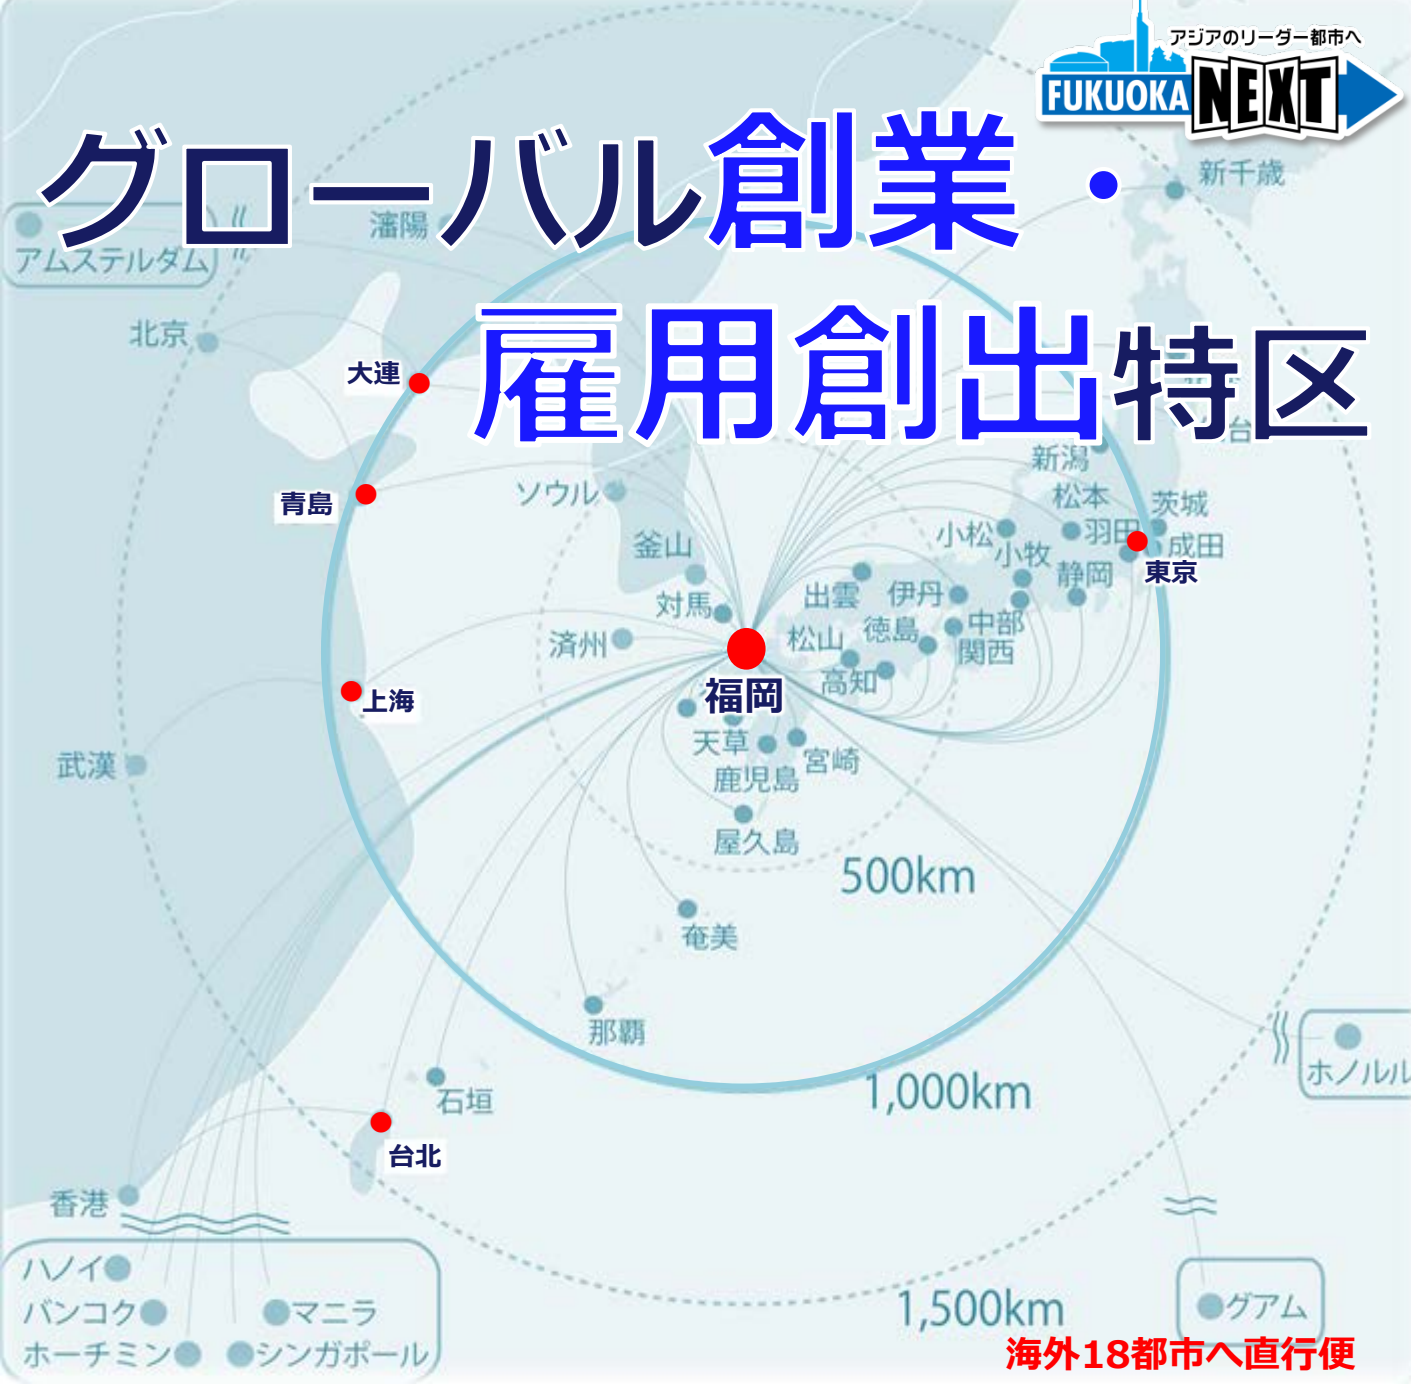 アジアのリーダー都市へ
FUKUOKA NEXT
グローバル創業・
雇用創出特区
新千歳
瀋陽
アムステルダム
北京
大連
台
新潟
青島
ソウル
松本
茨城
小松
羽田
成田
釜山
小牧
静岡
東京
対馬
出雲
伊丹
中部
済州
松山
徳島
関西
高知
福岡
上海
天草
宮崎
武漢
鹿児島
屋久島
500km
奄美
那覇
ホノルル
1,000km
石垣
台北
香港
ハノイ
バンコク
マニラ
ホーチミン
シンガポール
グアム
1,500km
海外18都市へ直行便